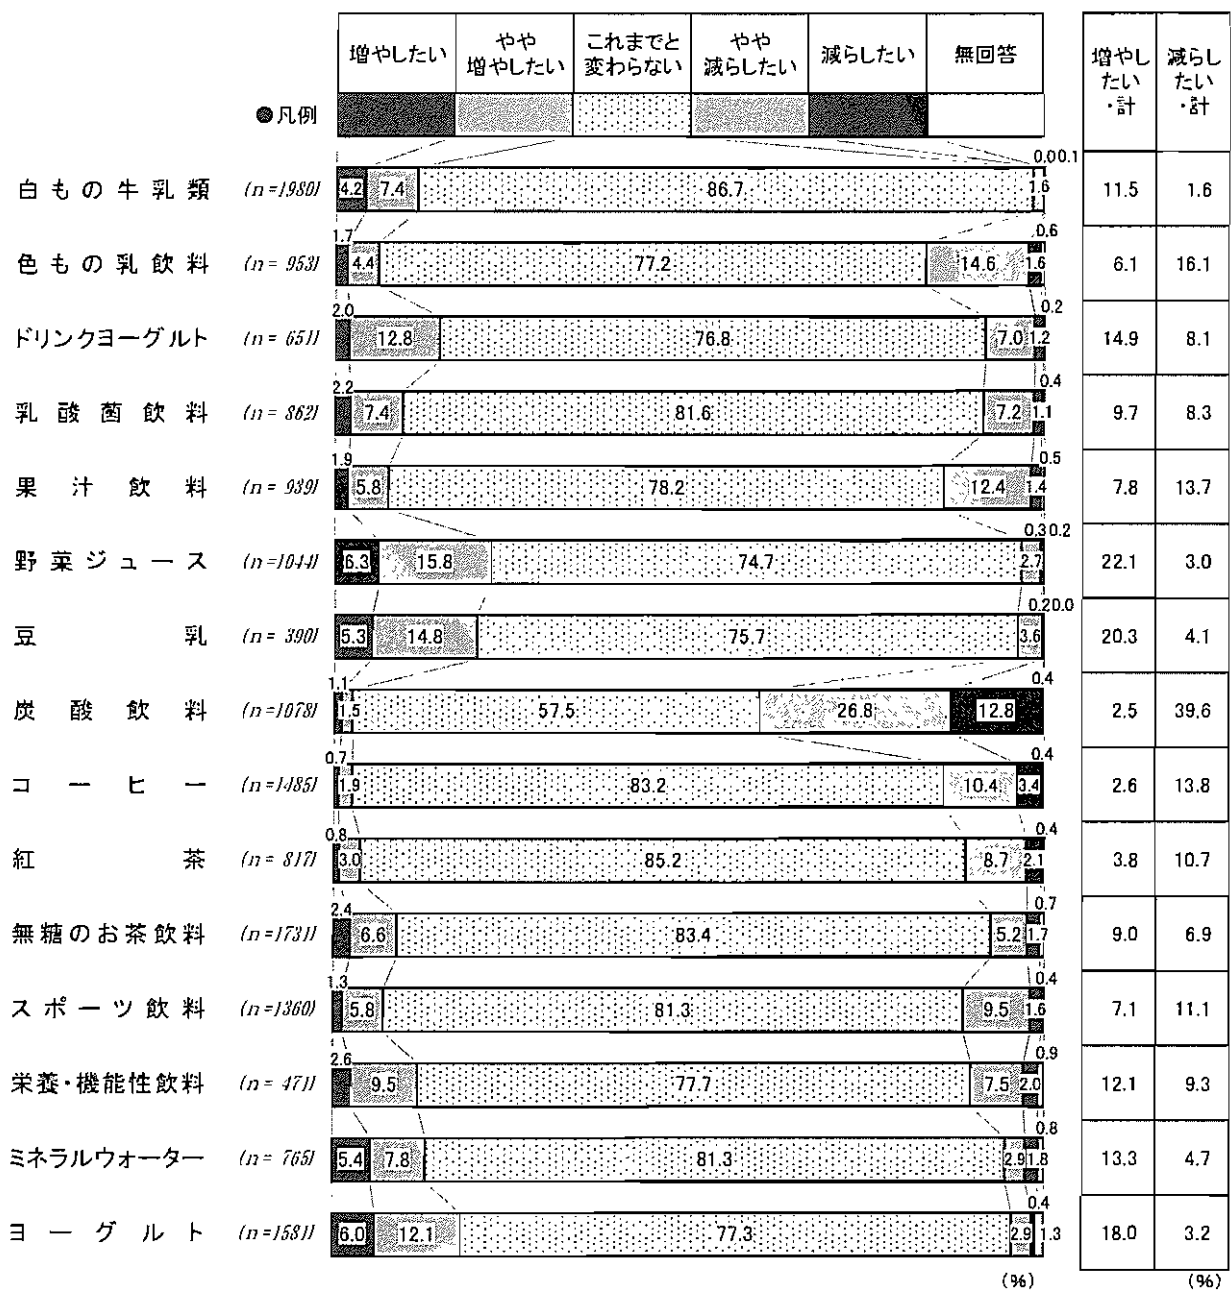 増やしたい やや増やしたい これまでと変わらない やや減らしたい 減らしたい 無回答 増やしたい・計 減らしたい・計
●凡例
0.0 0.1
白もの牛乳類 (n=1980) 4.2 7.4 86.7 1.6 11.5 1.6
1.7 0.6
色もの乳飲料 (n= 953) 4.4 77.2 14.6 1.6 6.1 16.1
2.0 0.2
ドリンクヨーグルト (n= 651) 12.8 76.8 7.0 1.2 14.9 8.1
2.2 0.4
乳酸菌飲料 (n= 862) 7.4 81.6 7.2 1.1 9.7 8.3
1.9 0.5
果汁飲料 (n= 939) 5.8 78.2 12.4 1.4 7.8 13.7
0.3 0.2
野菜ジュース (n=1044) 6.3 15.8 74.7 2.7 22.1 3.0
0.2 0.0
豆乳 (n= 390) 5.3 14.8 75.7 3.6 20.3 4.1
1.1 0.4
炭酸飲料 (n=1078) 1.5 57.5 26.8 12.8 2.5 39.6
0.7 0.4
コーヒー (n=1485) 1.9 83.2 10.4 3.4 2.6 13.8
0.8 0.4
紅茶 (n= 817) 3.0 85.2 8.7 2.1 3.8 10.7
2.4 0.7
無糖のお茶飲料 (n=1731) 6.6 83.4 5.2 1.7 9.0 6.9
1.3 0.4
スポーツ飲料 (n=1360) 5.8 81.3 9.5 1.6 7.1 11.1
2.6 0.9
栄養・機能性飲料 (n= 471) 9.5 77.7 7.5 2.0 12.1 9.3
0.8
ミネラルウォーター (n= 765) 5.4 7.8 81.3 2.9 1.8 13.3 4.7
0.4
ヨーグルト (n=1581) 6.0 12.1 77.3 2.9 1.3 18.0 3.2
(%) (%)